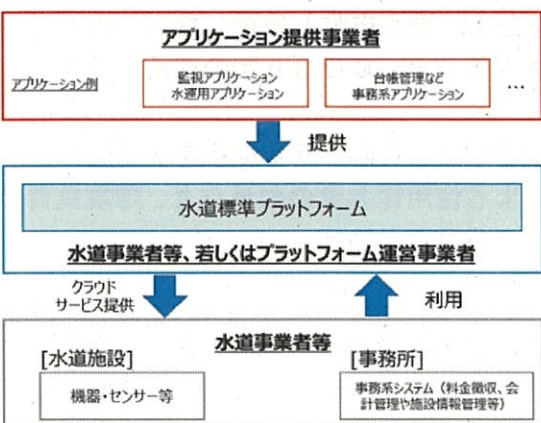 アプリケーション提供事業者
アプリケーション例
監視アプリケーション
水運用アプリケーション
台帳管理など
事務系アプリケーション
…
提供
水道標準プラットフォーム
水道事業者等、若しくはプラットフォーム運営事業者
クラウド
サービス提供
利用
水道事業者等
[水道施設]
機器・センサー等
[事務所]
事務系システム（料金徴収、会
計管理や施設情報管理等）